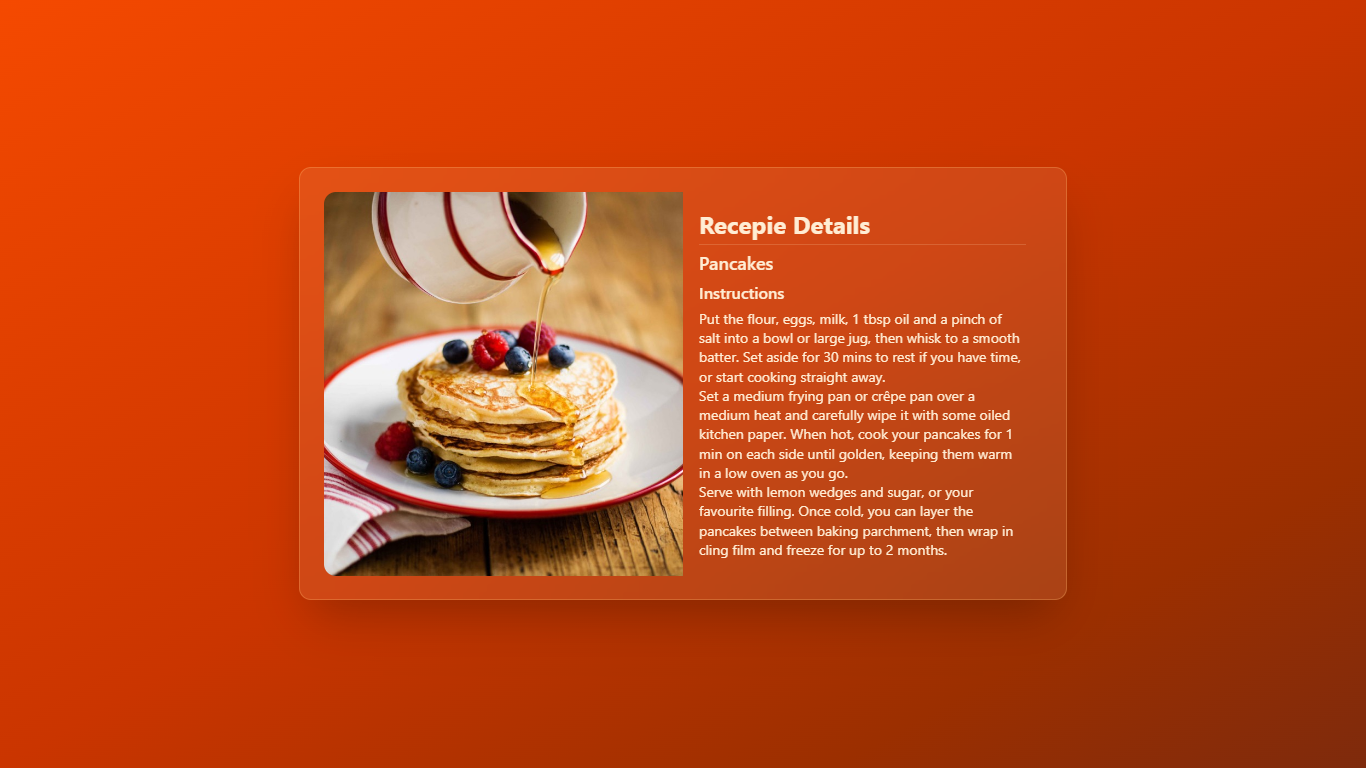 Recepie Details
Pancakes
Instructions
Put the flour, eggs, milk, 1 tbsp oil and a pinch of
salt into a bowl or large jug, then whisk to a smooth
batter. Set aside for 30 mins to rest if you have time,
or start cooking straight away.
Set a medium frying pan or crêpe pan over a
medium heat and carefully wipe it with some oiled
kitchen paper. When hot, cook your pancakes for 1
min on each side until golden, keeping them warm
in a low oven as you go.
Serve with lemon wedges and sugar, or your
favourite filling. Once cold, you can layer the
pancakes between baking parchment, then wrap in
cling film and freeze for up to 2 months.